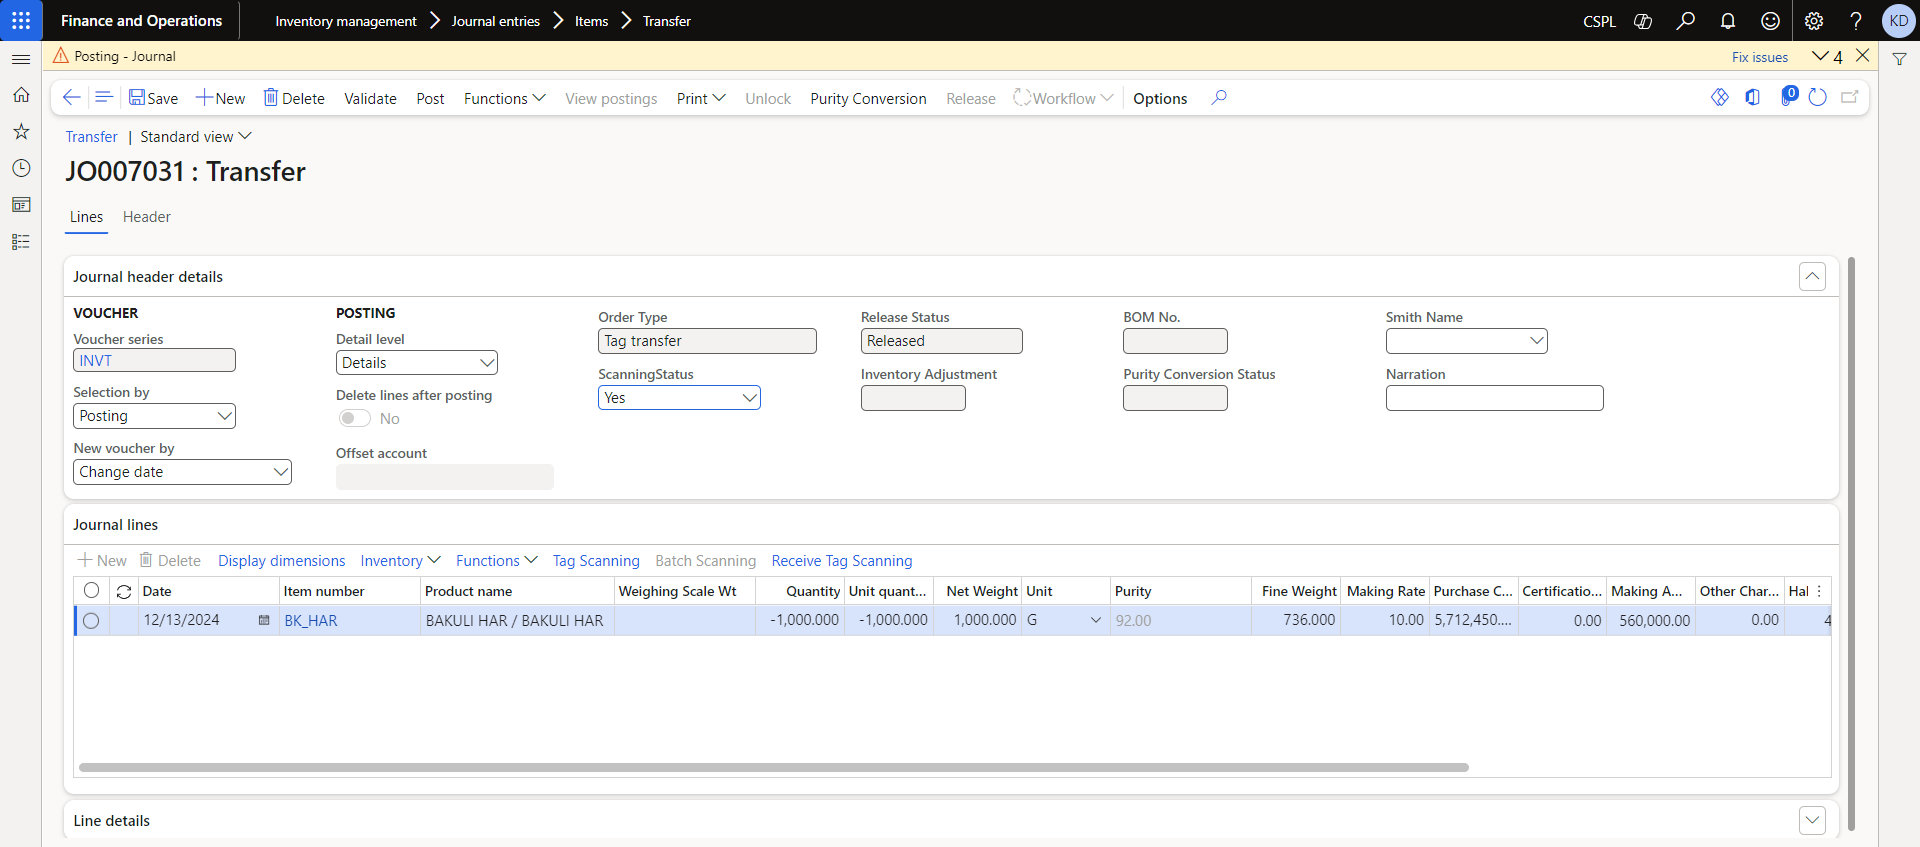 Finance and Operations
Inventory management
Journal entries
Items
Transfer
CSPL
KD
Posting - Journal
Fix issues
4
Save
New
Delete
Validate
Post
Functions
View postings
Print
Unlock
Purity Conversion
Release
Workflow
Options
0
Transfer | Standard view
JO007031 : Transfer
Lines
Header
Journal header details
VOUCHER
Voucher series
INVT
Selection by
Posting
New voucher by
Change date
POSTING
Detail level
Details
Delete lines after posting
No
Offset account
Order Type
Tag transfer
ScanningStatus
Yes
Release Status
Released
Inventory Adjustment
BOM No.
Purity Conversion Status
Smith Name
Narration
Journal lines
New
Delete
Display dimensions
Inventory
Functions
Tag Scanning
Batch Scanning
Receive Tag Scanning
Date Item number Product name Weighing Scale Wt Quantity Unit quant... Net Weight Unit Purity Fine Weight Making Rate Purchase C... Certificatio... Making A... Other Char... Hal
12/13/2024 BK_HAR BAKULI HAR / BAKULI HAR -1,000.000 -1,000.000 1,000.000 G 92.00 736.000 10.00 5,712,450.... 0.00 560,000.00 0.00 4
Line details